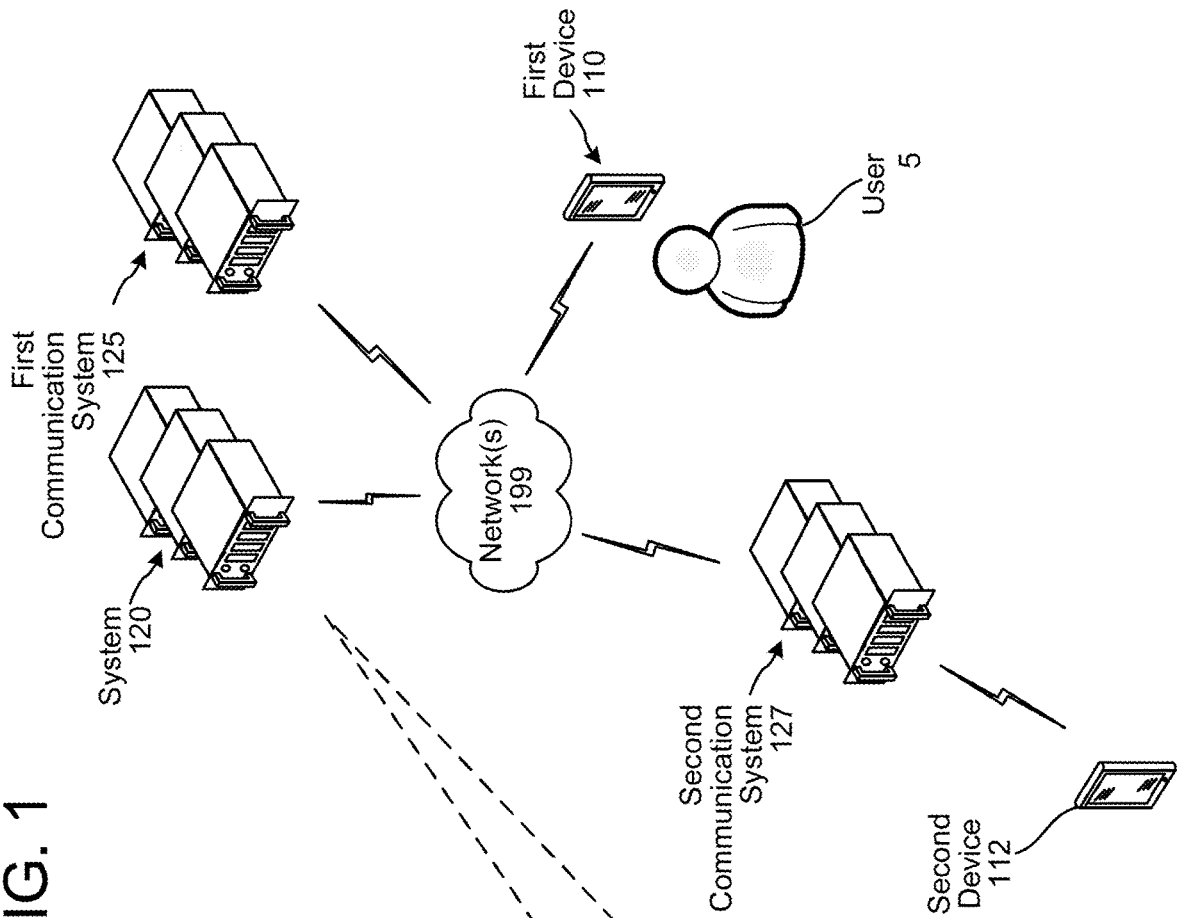 IG. 1
System
120
First
Communication
System
125
Network(s)
199
First
Device
110
User
5
Second
Communication
System
127
Second
Device
112